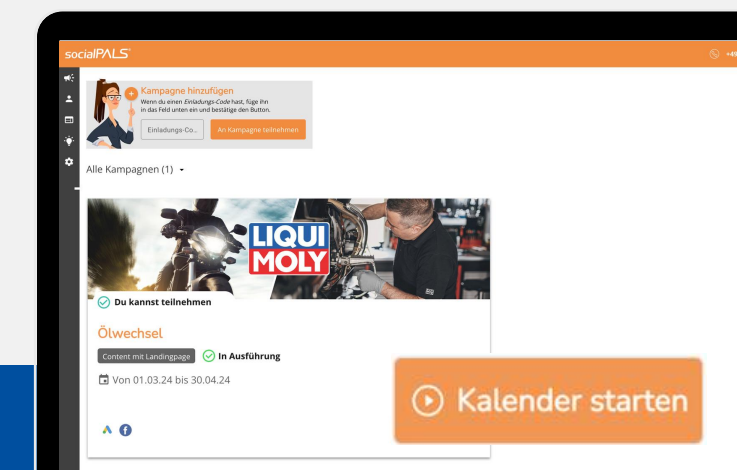 socialPALS
+49
Kampagne hinzufügen
Wenn du einen Einladungs-Code hast, füge ihn
in das Feld unten ein und bestätige den Button.
Einladungs-Co..
An Kampagne teilnehmen
Alle Kampagnen (1)
LIQUI
MOLY
Du kannst teilnehmen
Ölwechsel
Content mit Landingpage
In Ausführung
Von 01.03.24 bis 30.04.24
Kalender starten